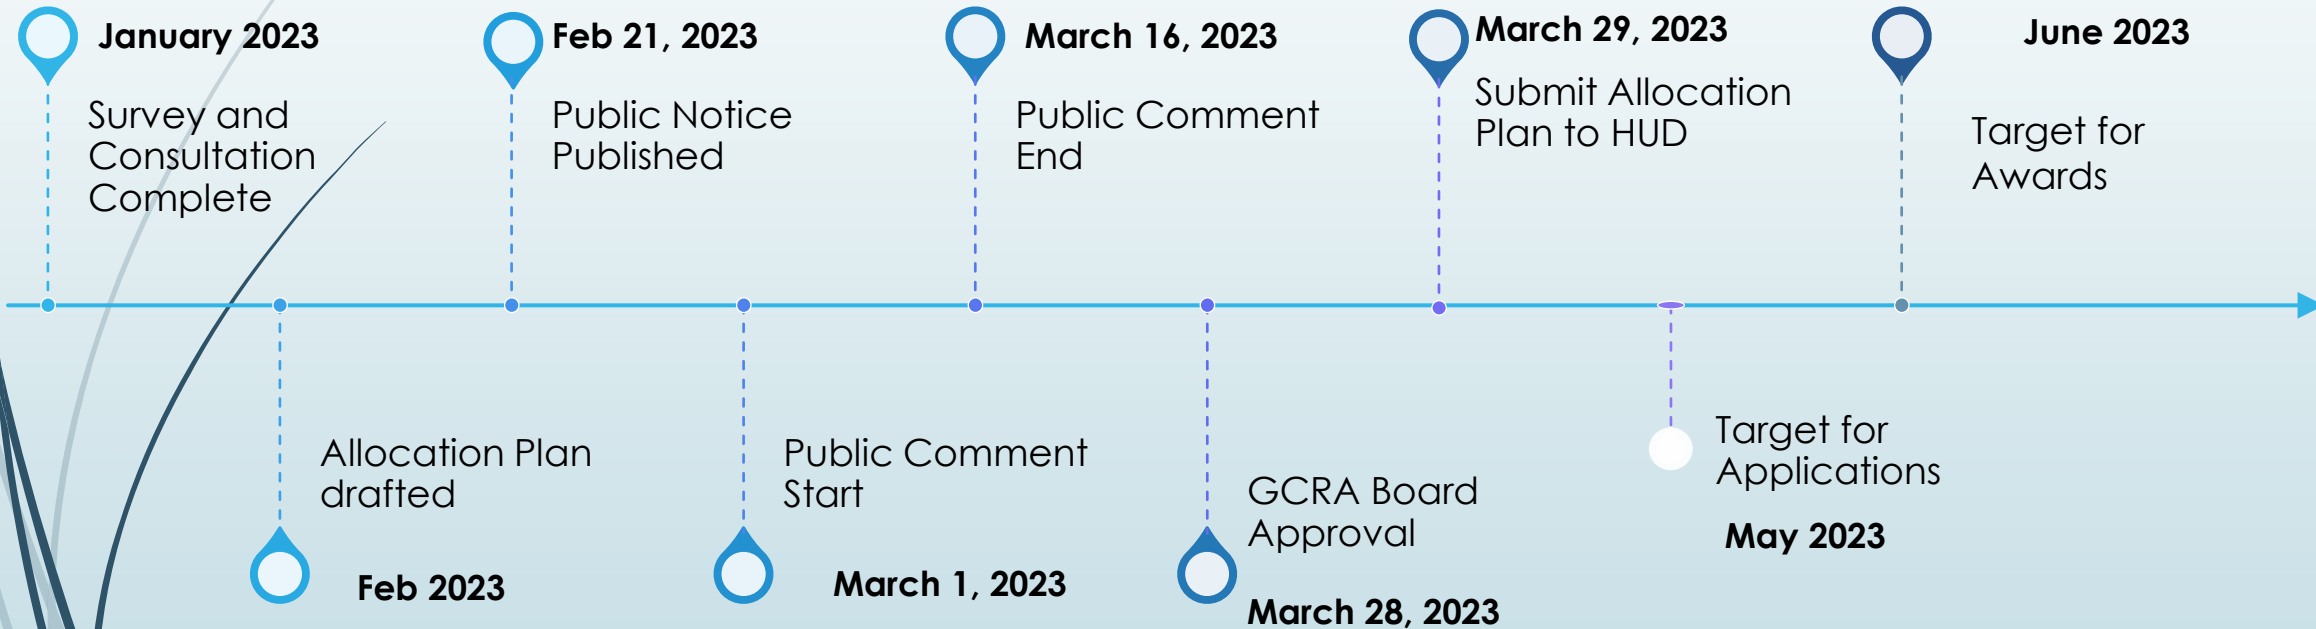 January 2023
Survey and
Consultation
Complete
Feb 21, 2023
Public Notice
Published
March 16, 2023
Public Comment
End
March 29, 2023
Submit Allocation
Plan to HUD
June 2023
Target for
Awards
Allocation Plan
drafted
Feb 2023
Public Comment
Start
March 1, 2023
GCRA Board
Approval
March 28, 2023
Target for
Applications
May 2023